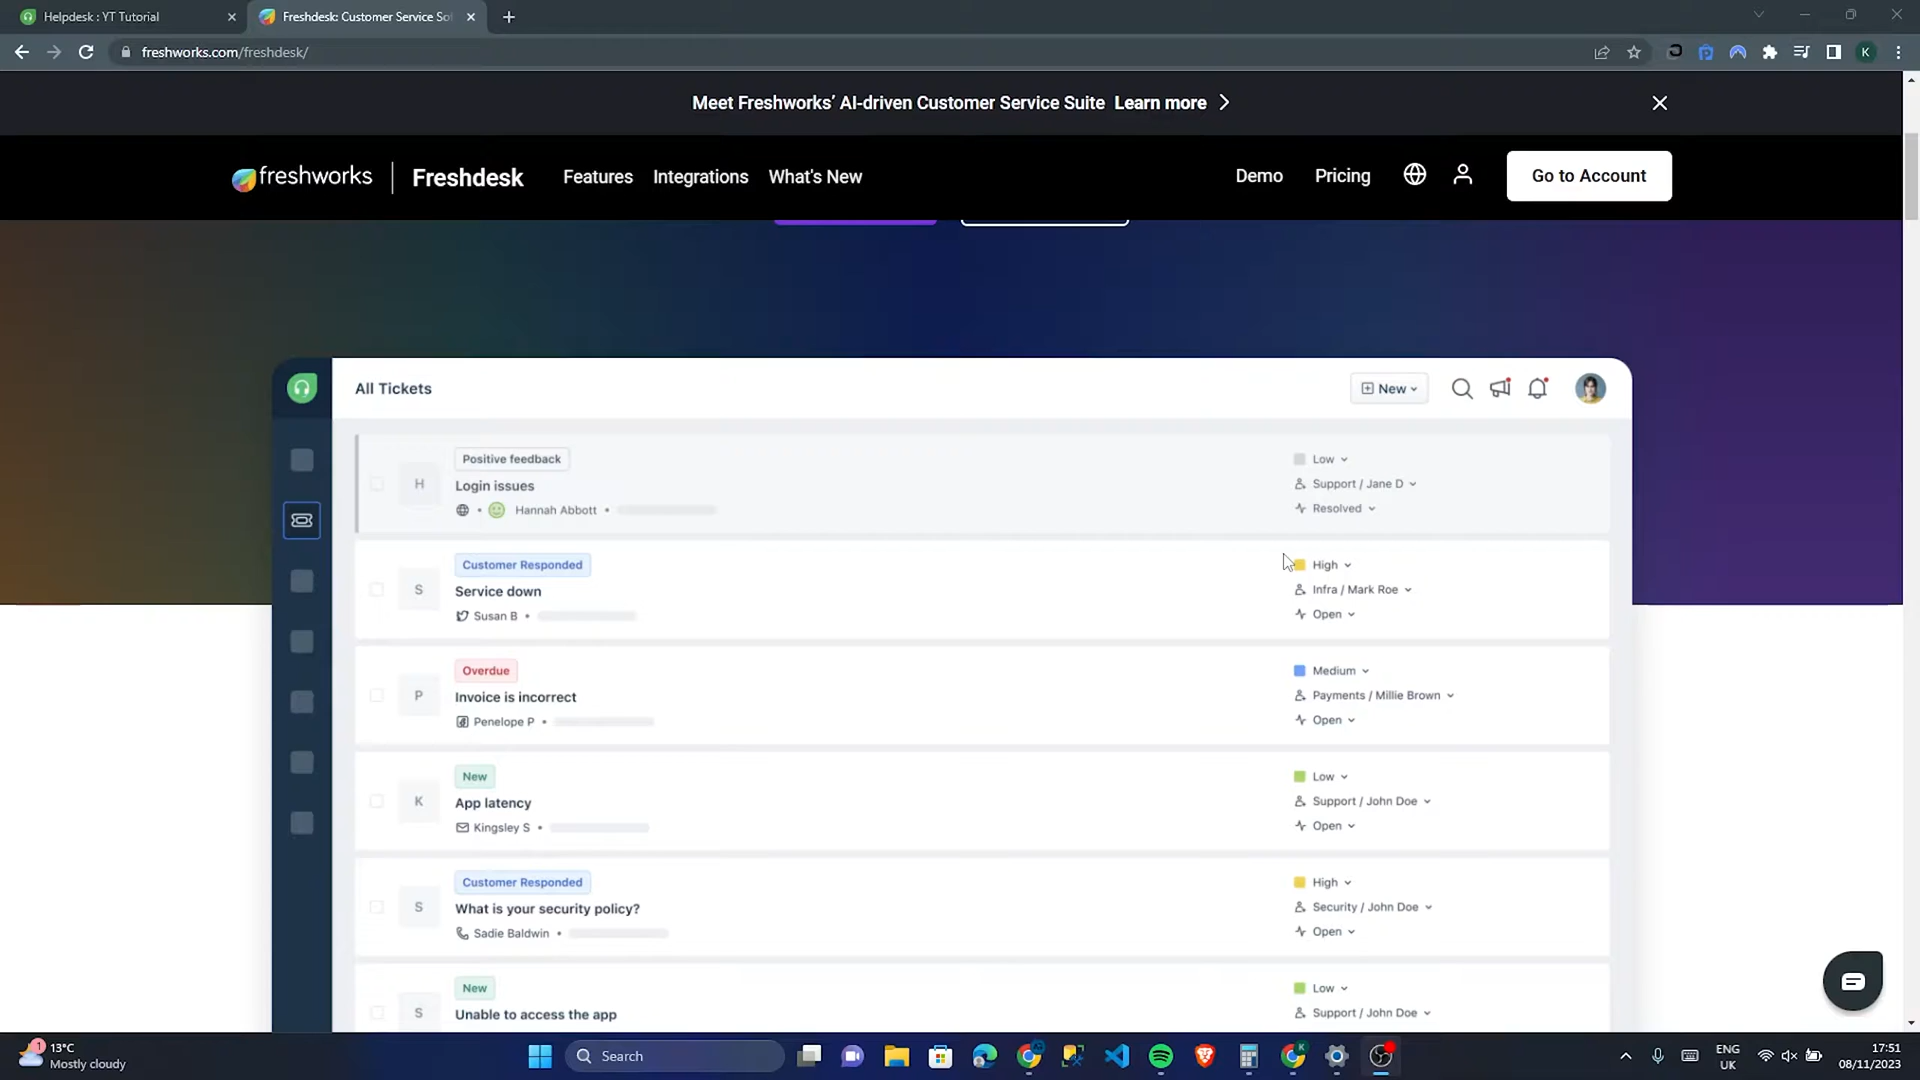 Helpdesk : YT Tutorial
Freshdesk: Customer Service So
freshworks.com/freshdesk/
K
Meet Freshworks' AI-driven Customer Service Suite Learn more
freshworks Freshdesk Features Integrations What's New Demo Pricing Go to Account
All Tickets
New
Positive feedback
H
Login issues
Hannah Abbott
Low
Support / Jane D
Resolved
Customer Responded
S
Service down
Susan B
High
Infra / Mark Roe
Open
Overdue
P
Invoice is incorrect
Penelope P
Medium
Payments / Millie Brown
Open
New
K
App latency
Kingsley S
Low
Support / John Doe
Open
Customer Responded
S
What is your security policy?
Sadie Baldwin
High
Security / John Doe
Open
New
S
Unable to access the app
Low
Support / John Doe
1
13°C
Mostly cloudy
Search
K
ENG
UK
17:51
08/11/2023